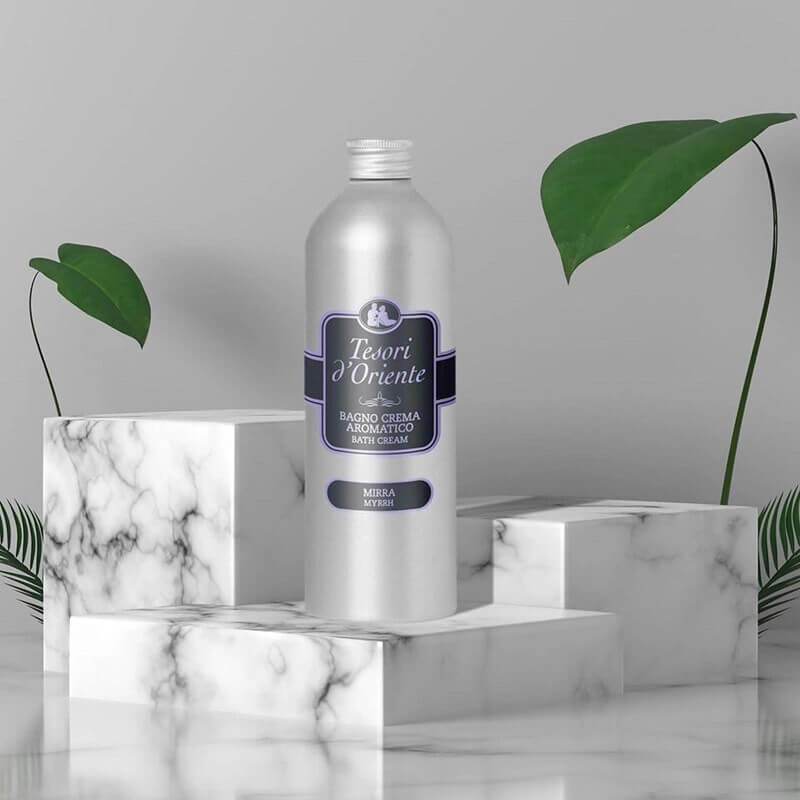 Tesori
d'Oriente
BAGNO CREMA
AROMATICO
BATH CREAM
MIRRA
MYRRH